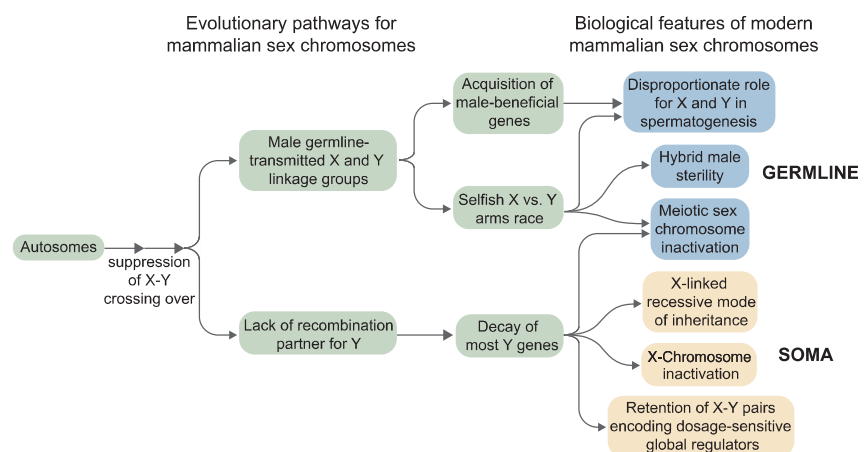 Evolutionary pathways for
mammalian sex chromosomes
Biological features of modern
mammalian sex chromosomes
Autosomes
suppression
of X-Y
crossing over
Male germline-
transmitted X and Y
linkage groups
Lack of recombination
partner for Y
Acquisition of
male-beneficial
genes
Selfish X vs. Y
arms race
Decay of
most Y genes
Disproportionate role
for X and Y in
spermatogenesis
Hybrid male
sterility
GERMLINE
Meiotic sex
chromosome
inactivation
X-linked
recessive mode
of inheritance
X-Chromosome
inactivation
SOMA
Retention of X-Y pairs
encoding dosage-sensitive
global regulators